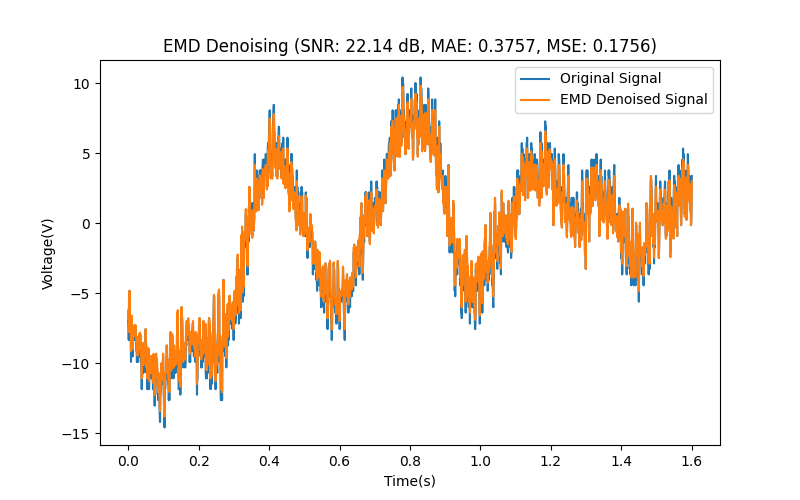 EMD Denoising (SNR: 22.14 dB, MAE: 0.3757, MSE: 0.1756)
Original Signal
EMD Denoised Signal
Voltage(V)
10
5
0
−5
−10
−15
0.0 0.2 0.4 0.6 0.8 1.0 1.2 1.4 1.6
Time(s)